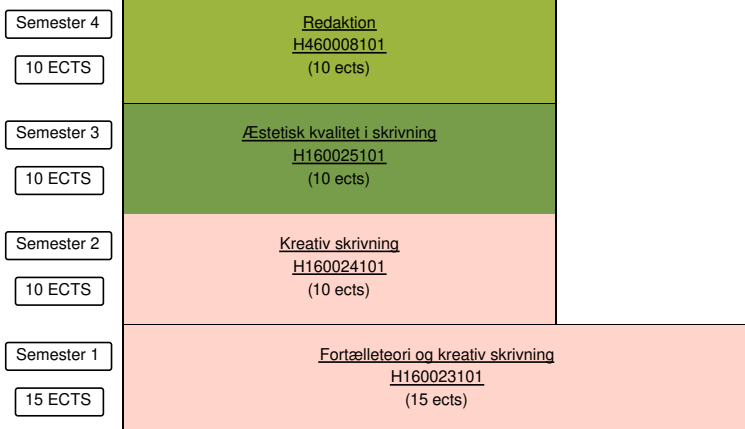 Semester 4
10 ECTS
Redaktion
H460008101
(10 ects)
Semester 3
10 ECTS
Æstetisk kvalitet i skrivning
H160025101
(10 ects)
Semester 2
10 ECTS
Kreativ skrivning
H160024101
(10 ects)
Semester 1
15 ECTS
Fortælleteori og kreativ skrivning
H160023101
(15 ects)